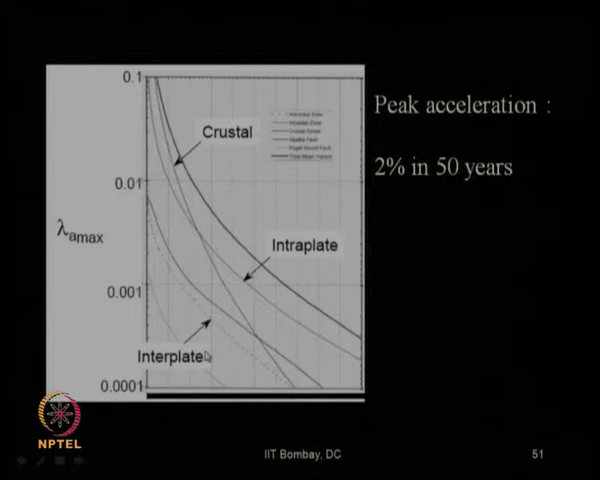 0.1
Crustal
Peak acceleration :
2% in 50 years
0.01
λamax
Intraplate
0.001
Interplate
0.0001
NPTEL
IIT Bombay, DC
51